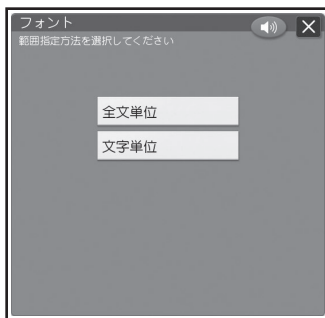 フォント
範囲指定方法を選択してください
全文単位
文字単位